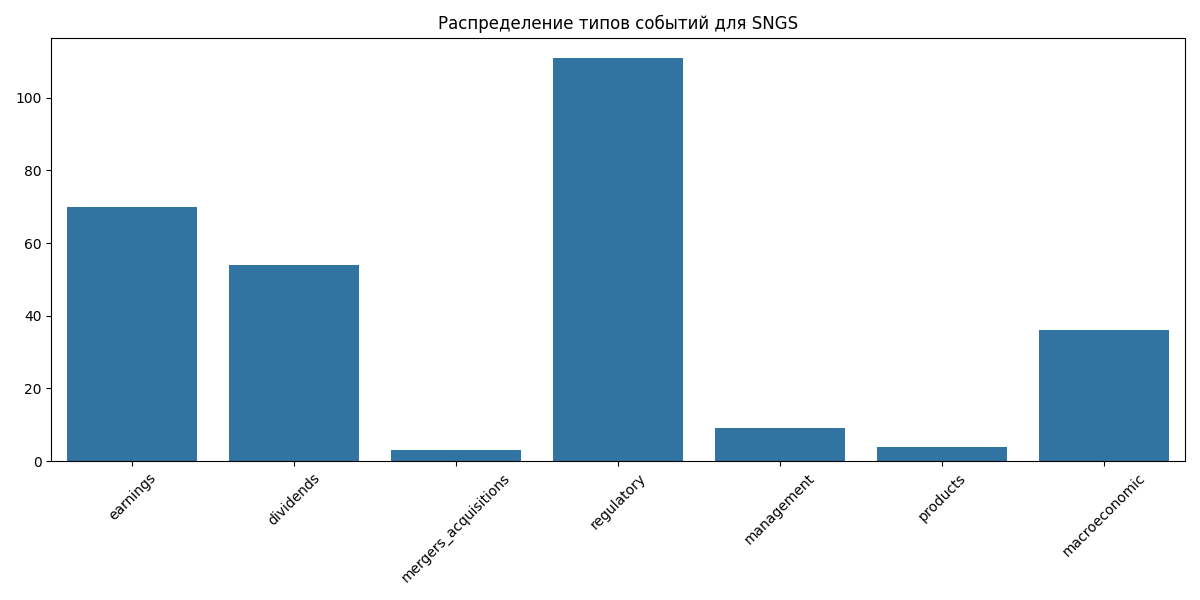 Распределение типов событий для SNGS
100
80
60
40
20
0
earnings
dividends
mergers_acquisitions
regulatory
management
products
macroeconomic